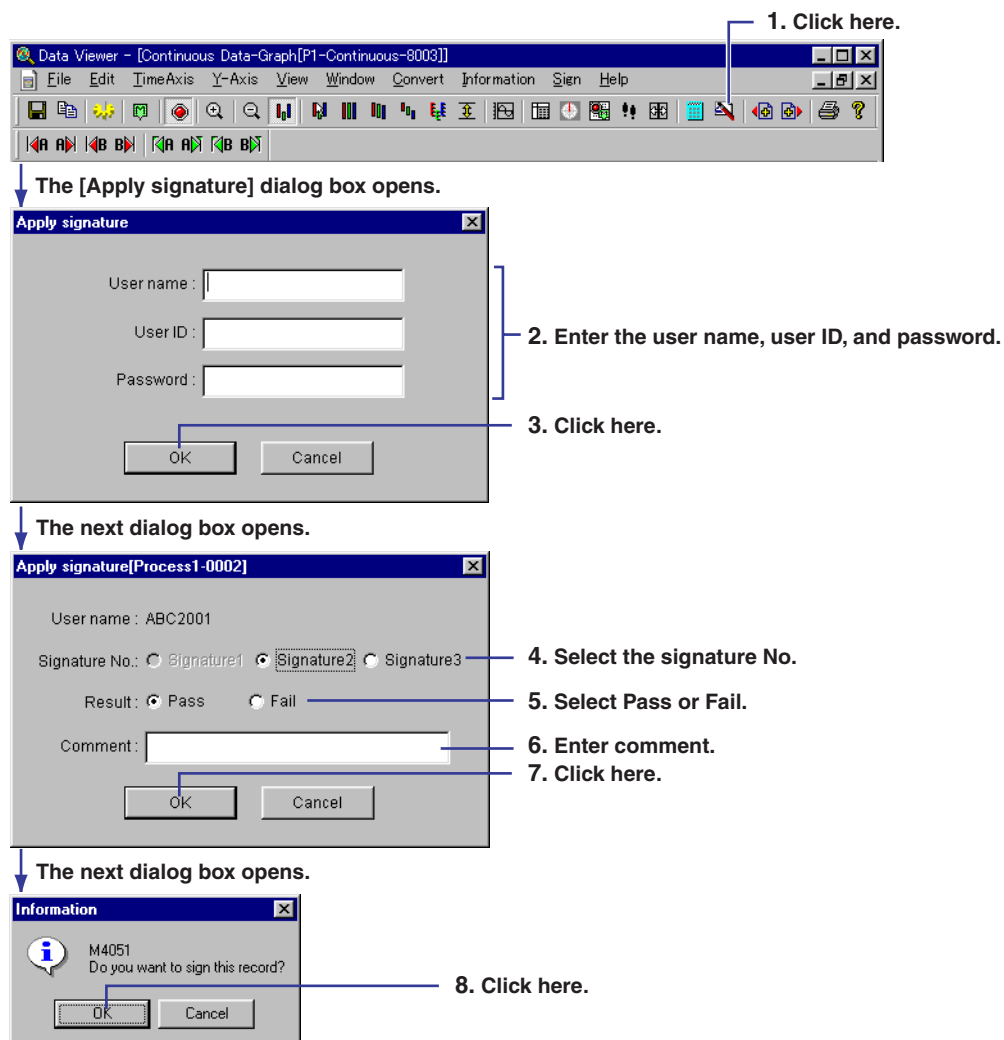 1. Click here.
Data Viewer - [Continuous Data-Graph[P1-Continuous-8003]]
File Edit TimeAxis Y-Axis View Window Convert Information Sign Help
A A B B A A B B
The [Apply signature] dialog box opens.
Apply signature
User name :
User ID :
Password :
2. Enter the user name, user ID, and password.
3. Click here.
OK Cancel
The next dialog box opens.
Apply signature[Process1-0002]
User name : ABC2001
Signature No.: Signature1 Signature2 Signature3
4. Select the signature No.
Result : Pass Fail
5. Select Pass or Fail.
Comment :
6. Enter comment.
7. Click here.
OK Cancel
The next dialog box opens.
Information
M4051
Do you want to sign this record?
8. Click here.
OK Cancel